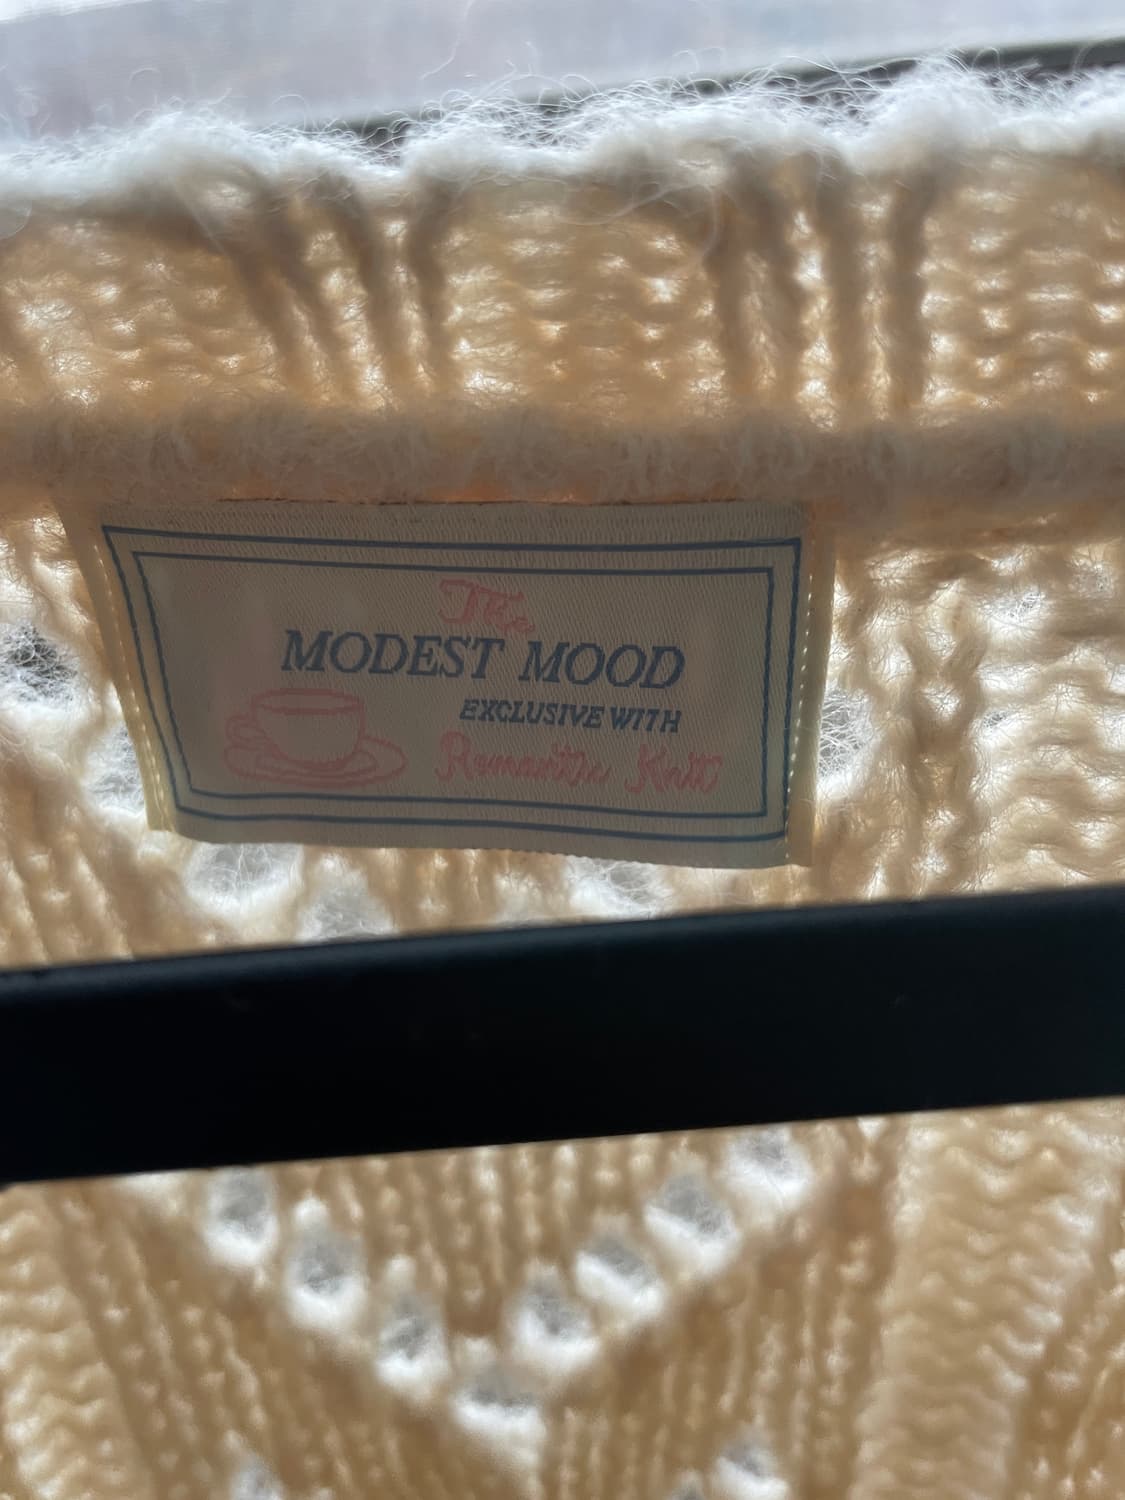 The
MODEST MOOD
EXCLUSIVE WITH
Romantic Knit